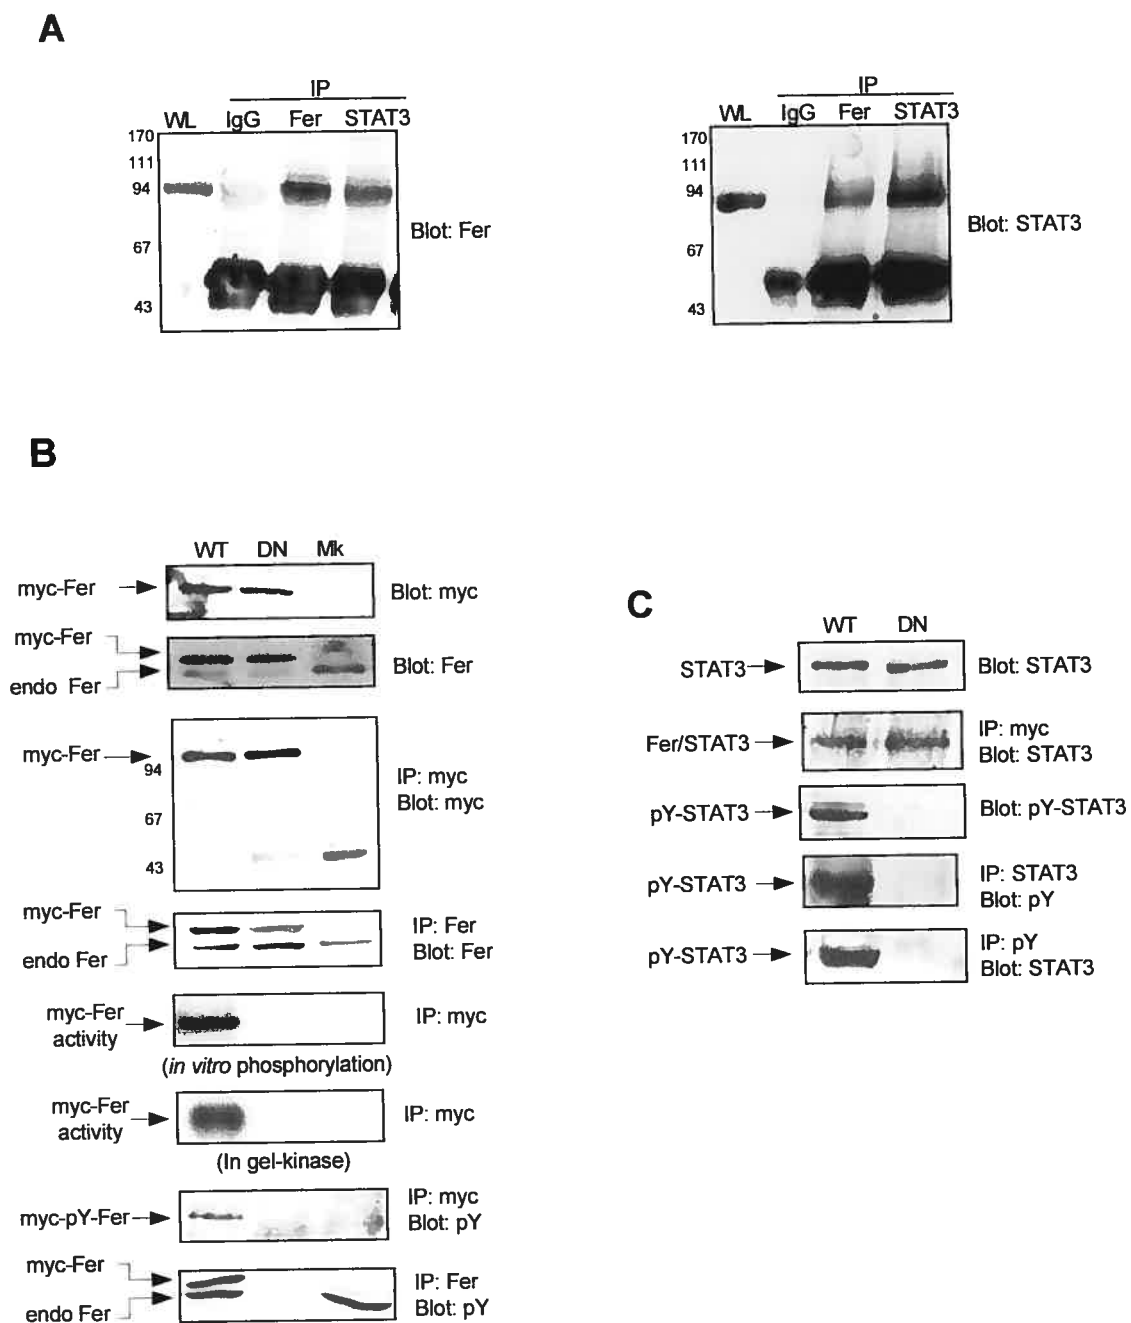 A
IP
WL IgG Fer STAT3
170
111
94
67
43
Blot: Fer
IP
WL IgG Fer STAT3
170
111
94
67
43
Blot: STAT3
B
WT DN Mk
myc-Fer
Blot: myc
myc-Fer
endo Fer
Blot: Fer
myc-Fer
94
67
43
IP: myc
Blot: myc
myc-Fer
endo Fer
IP: Fer
Blot: Fer
myc-Fer
activity
IP: myc
(in vitro phosphorylation)
myc-Fer
activity
IP: myc
(In gel-kinase)
myc-pY-Fer
IP: myc
Blot: pY
myc-Fer
endo Fer
IP: Fer
Blot: pY
C
WT DN
STAT3
Blot: STAT3
Fer/STAT3
IP: myc
Blot: STAT3
pY-STAT3
Blot: pY-STAT3
pY-STAT3
IP: STAT3
Blot: pY
pY-STAT3
IP: pY
Blot: STAT3